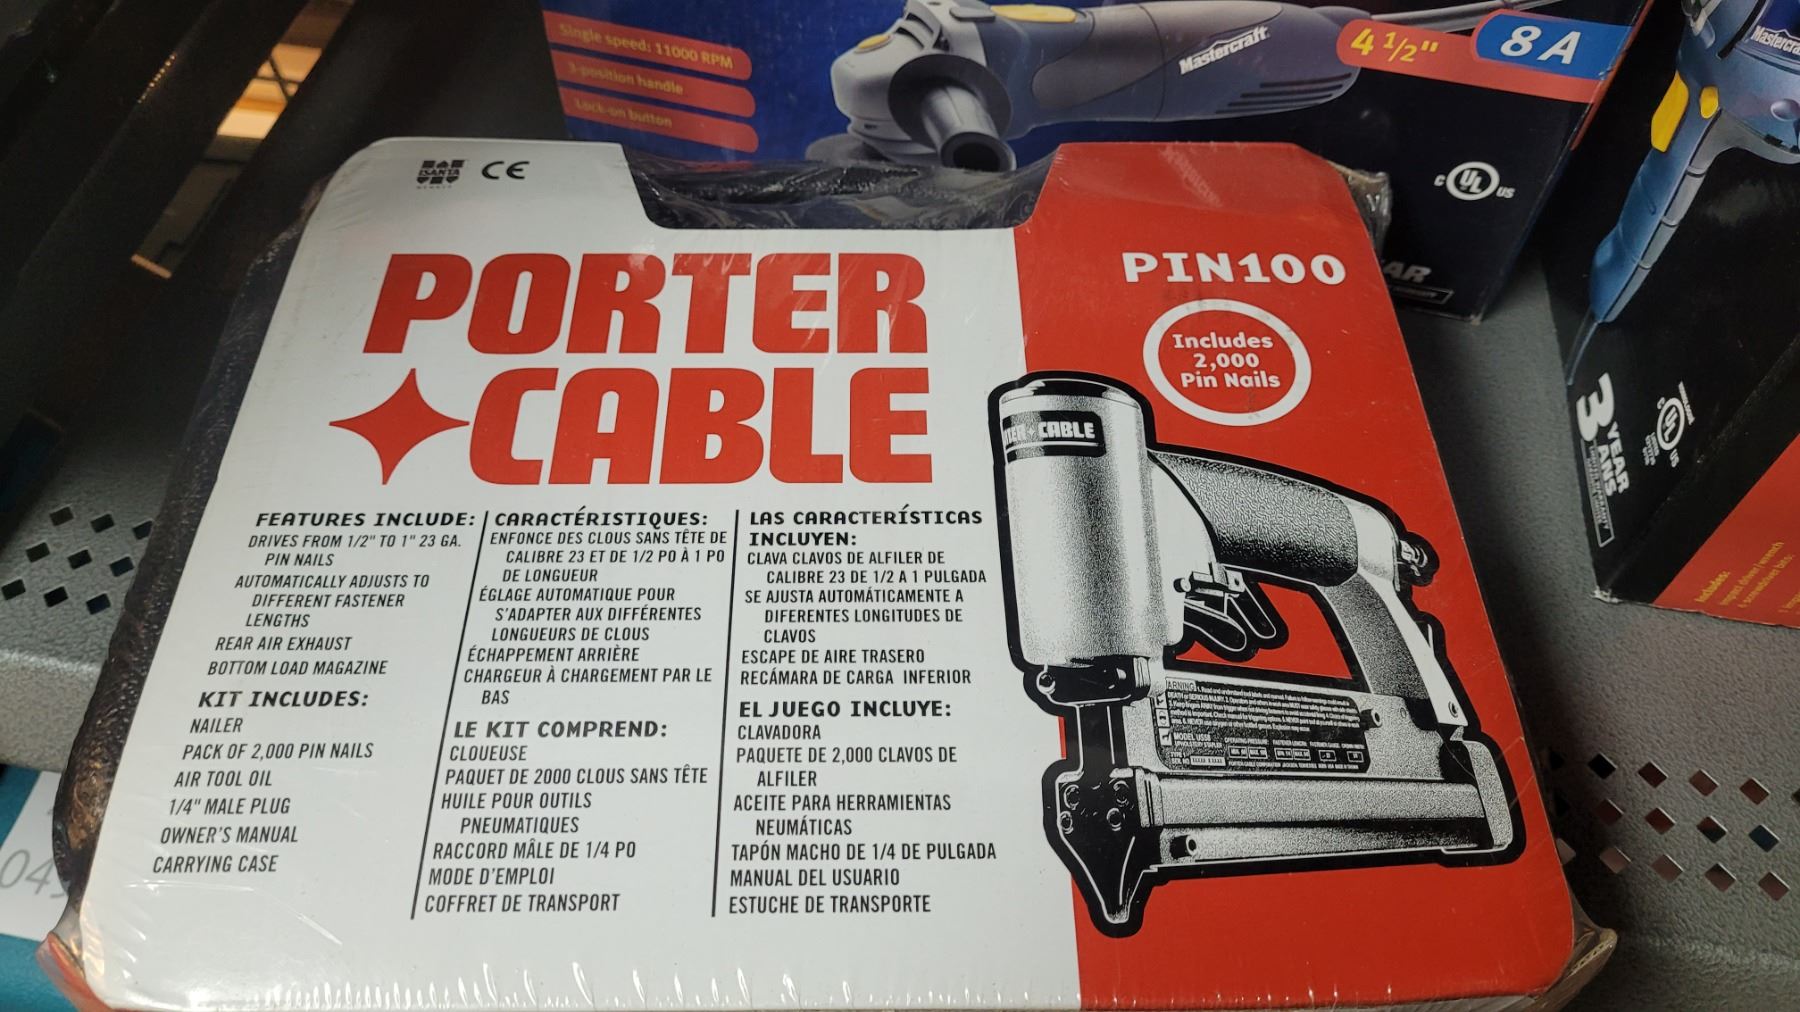 Single speed: 11000 RPM
3-position handle
Lock-on button
Mastercraft
4 1/2"
8 A
C UL US
ISANTA
MEMBER
CE
PORTER
CABLE
PIN100
Includes
2,000
Pin Nails
CABLE
FEATURES INCLUDE:
DRIVES FROM 1/2" TO 1" 23 GA.
PIN NAILS
AUTOMATICALLY ADJUSTS TO
DIFFERENT FASTENER
LENGTHS
REAR AIR EXHAUST
BOTTOM LOAD MAGAZINE
KIT INCLUDES:
NAILER
PACK OF 2,000 PIN NAILS
AIR TOOL OIL
1/4" MALE PLUG
OWNER'S MANUAL
CARRYING CASE
CARACTÉRISTIQUES:
ENFONCE DES CLOUS SANS TÊTE DE
CALIBRE 23 ET DE 1/2 PO À 1 PO
DE LONGUEUR
ÉGLAGE AUTOMATIQUE POUR
S'ADAPTER AUX DIFFÉRENTES
LONGUEURS DE CLOUS
ÉCHAPPEMENT ARRIÈRE
CHARGEUR À CHARGEMENT PAR LE
BAS
LE KIT COMPREND:
CLOUEUSE
PAQUET DE 2000 CLOUS SANS TÊTE
HUILE POUR OUTILS
PNEUMATIQUES
RACCORD MÂLE DE 1/4 PO
MODE D'EMPLOI
COFFRET DE TRANSPORT
LAS CARACTERÍSTICAS
INCLUYEN:
CLAVA CLAVOS DE ALFILER DE
CALIBRE 23 DE 1/2 A 1 PULGADA
SE AJUSTA AUTOMÁTICAMENTE A
DIFERENTES LONGITUDES DE
CLAVOS
ESCAPE DE AIRE TRASERO
RECÁMARA DE CARGA INFERIOR
EL JUEGO INCLUYE:
CLAVADORA
PAQUETE DE 2,000 CLAVOS DE
ALFILER
ACEITE PARA HERRAMIENTAS
NEUMÁTICAS
TAPÓN MACHO DE 1/4 DE PULGADA
MANUAL DEL USUARIO
ESTUCHE DE TRANSPORTE
3 YEAR
ANS
Includes: